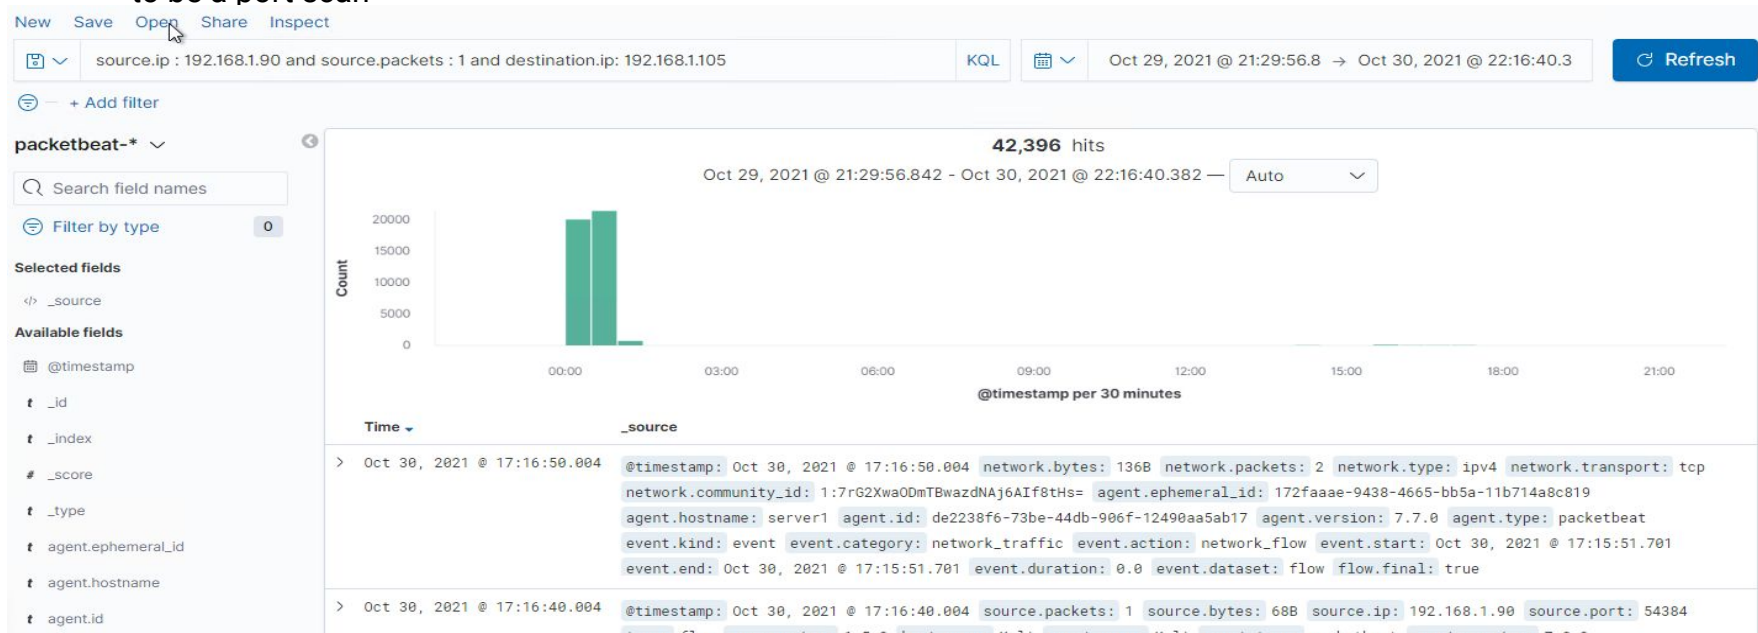 to be a port scan
New Save Open Share Inspect
source.ip : 192.168.1.90 and source.packets : 1 and destination.ip: 192.168.1.105 KQL Oct 29, 2021 @ 21:29:56.8 → Oct 30, 2021 @ 22:16:40.3 Refresh
+ Add filter
packetbeat-*
42,396 hits
Search field names
Oct 29, 2021 @ 21:29:56.842 - Oct 30, 2021 @ 22:16:40.382 — Auto
Filter by type 0
Selected fields
_source
Available fields
@timestamp
t _id
t _index
# _score
t _type
t agent.ephemeral_id
t agent.hostname
t agent.id
Count
20000
15000
10000
5000
0
00:00 03:00 06:00 09:00 12:00 15:00 18:00 21:00
@timestamp per 30 minutes
Time _source
Oct 30, 2021 @ 17:16:50.004 @timestamp: Oct 30, 2021 @ 17:16:50.004 network.bytes: 136B network.packets: 2 network.type: ipv4 network.transport: tcp
network.community_id: 1:7rG2XwaODmTBwazdNAj6AIf8tHs= agent.ephemeral_id: 172faaae-9438-4665-bb5a-11b714a8c819
agent.hostname: server1 agent.id: de2238f6-73be-44db-906f-12490aa5ab17 agent.version: 7.7.0 agent.type: packetbeat
event.kind: event event.category: network_traffic event.action: network_flow event.start: Oct 30, 2021 @ 17:15:51.701
event.end: Oct 30, 2021 @ 17:15:51.701 event.duration: 0.0 event.dataset: flow flow.final: true
Oct 30, 2021 @ 17:16:40.004 @timestamp: Oct 30, 2021 @ 17:16:40.004 source.packets: 1 source.bytes: 68B source.ip: 192.168.1.90 source.port: 54384